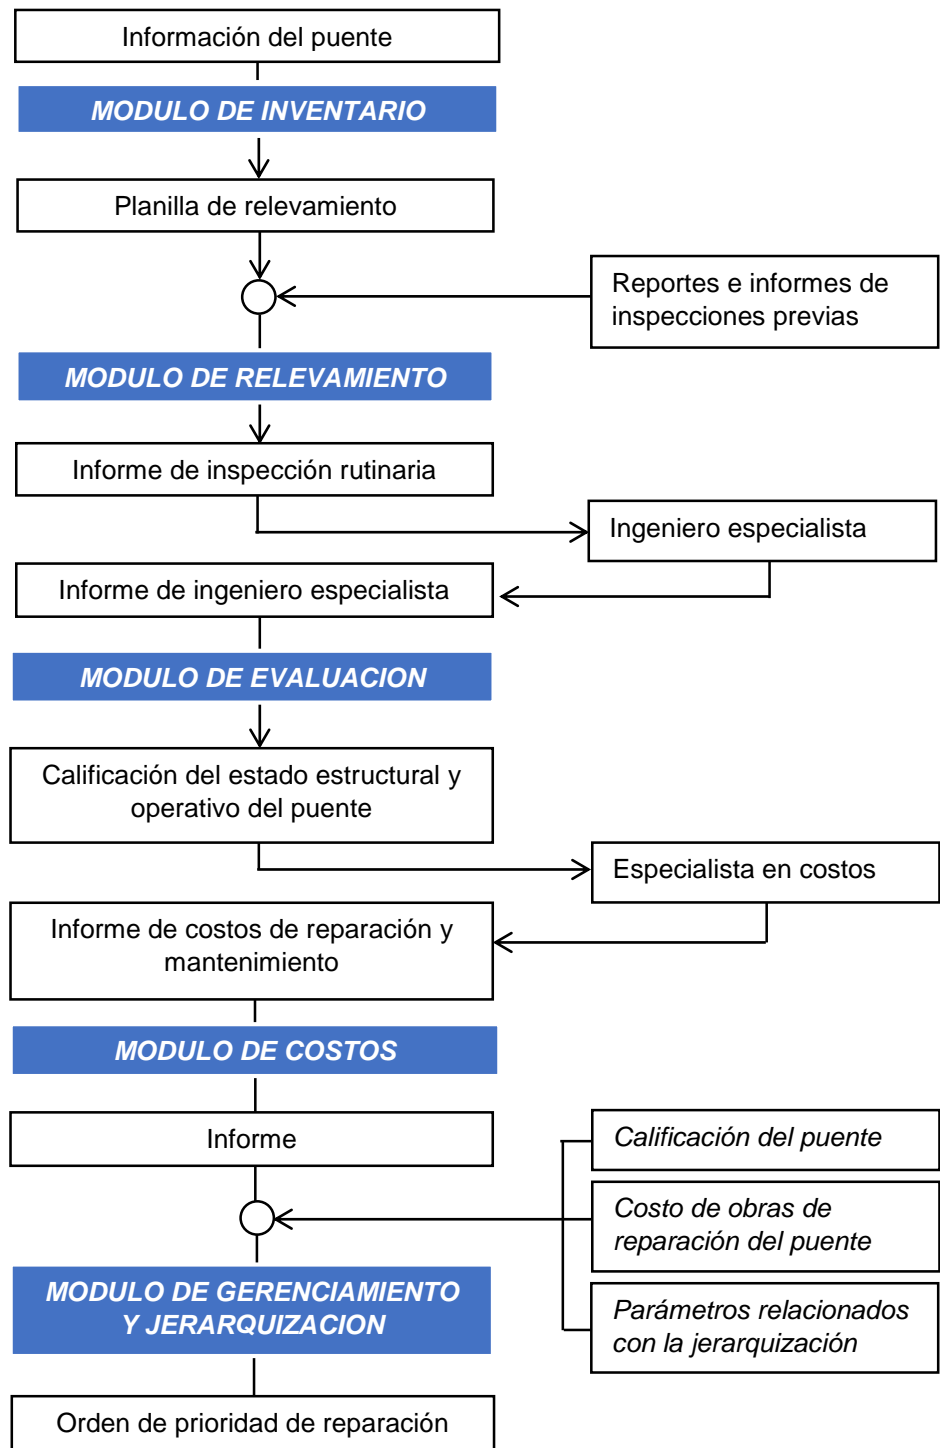 Información del puente
MODULO DE INVENTARIO
Planilla de relevamiento
Reportes e informes de
inspecciones previas
MODULO DE RELEVAMIENTO
Informe de inspección rutinaria
Ingeniero especialista
Informe de ingeniero especialista
MODULO DE EVALUACION
Calificación del estado estructural y
operativo del puente
Especialista en costos
Informe de costos de reparación y
mantenimiento
MODULO DE COSTOS
Informe
Calificación del puente
Costo de obras de
reparación del puente
MODULO DE GERENCIAMIENTO
Y JERARQUIZACION
Parámetros relacionados
con la jerarquización
Orden de prioridad de reparación